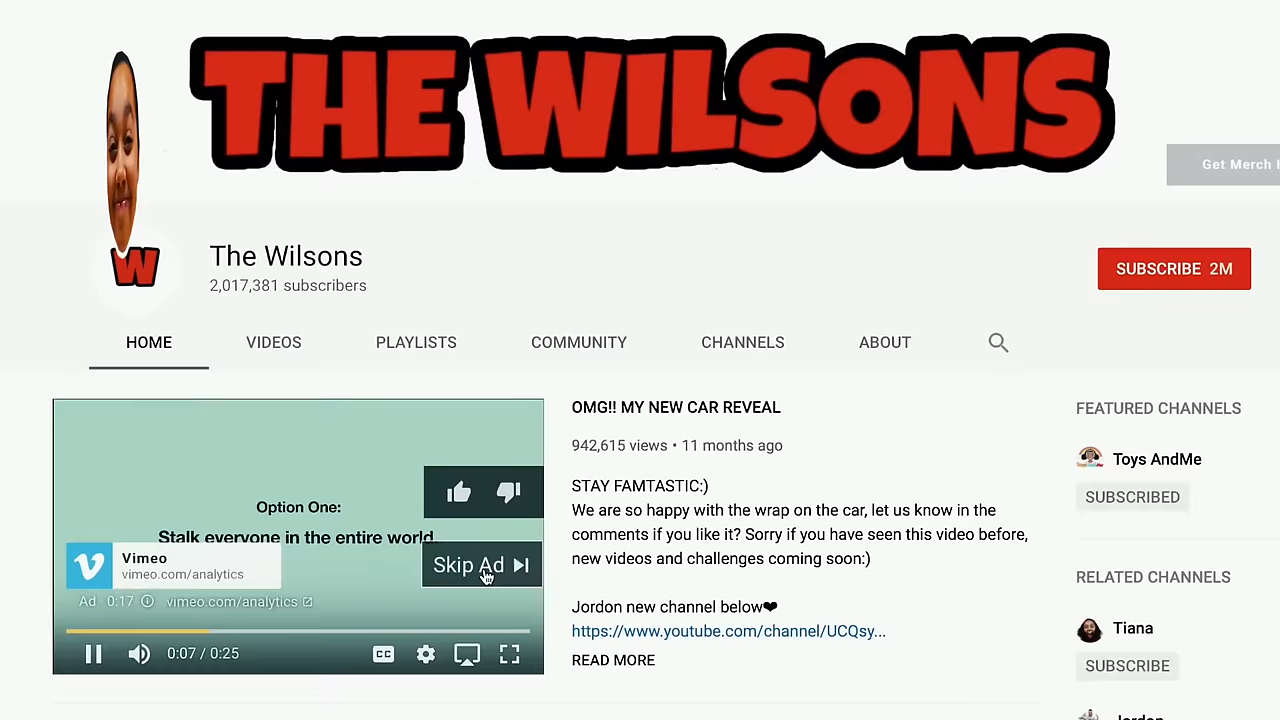 THE WILSONS
Get Merch
W
The Wilsons
2,017,381 subscribers
SUBSCRIBE 2M
HOME VIDEOS PLAYLISTS COMMUNITY CHANNELS ABOUT
Option One:
Stalk everyone in the entire world.
Vimeo
vimeo.com/analytics
Skip Ad
Ad 0:17 vimeo.com/analytics
0:07 / 0:25
CC
OMG!! MY NEW CAR REVEAL
942,615 views • 11 months ago
STAY FAMTASTIC:)
We are so happy with the wrap on the car, let us know in the
comments if you like it? Sorry if you have seen this video before,
new videos and challenges coming soon:)
Jordon new channel below❤
https://www.youtube.com/channel/UCQsy...
READ MORE
FEATURED CHANNELS
Toys AndMe
SUBSCRIBED
RELATED CHANNELS
Tiana
SUBSCRIBE
Jordon